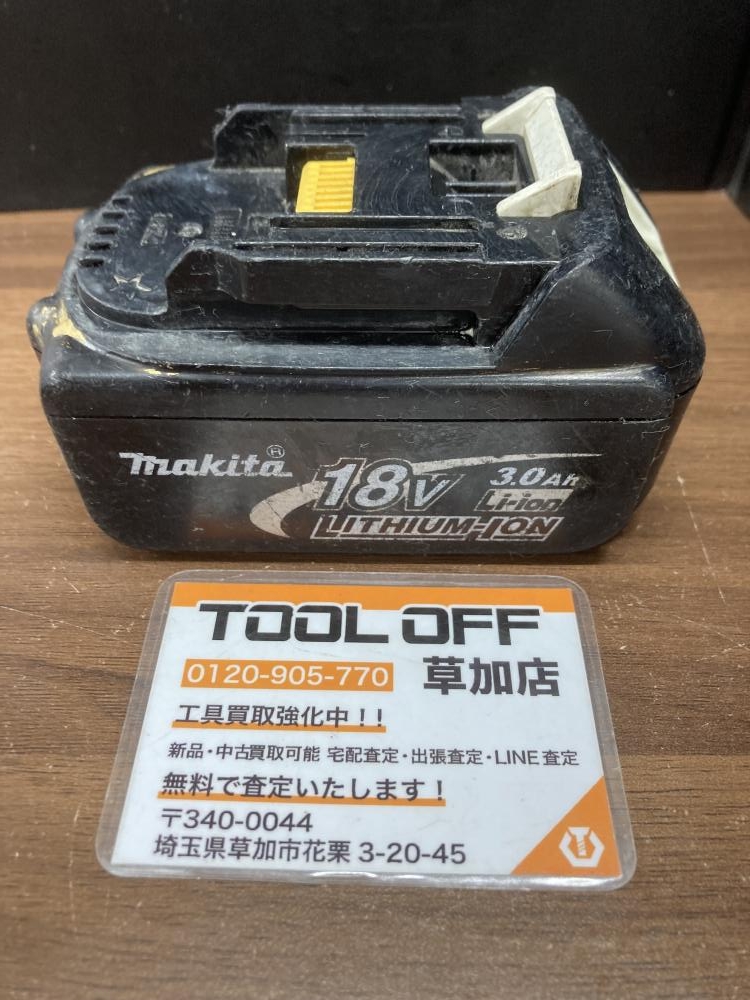 makita®
18V
3.0Ah
Li-ion
LITHIUM-ION
TOOL OFF
0120-905-770 草加店
工具買取強化中！！
新品・中古買取可能 宅配査定・出張査定・LINE査定
無料で査定いたします！
〒340-0044
埼玉県草加市花栗 3-20-45